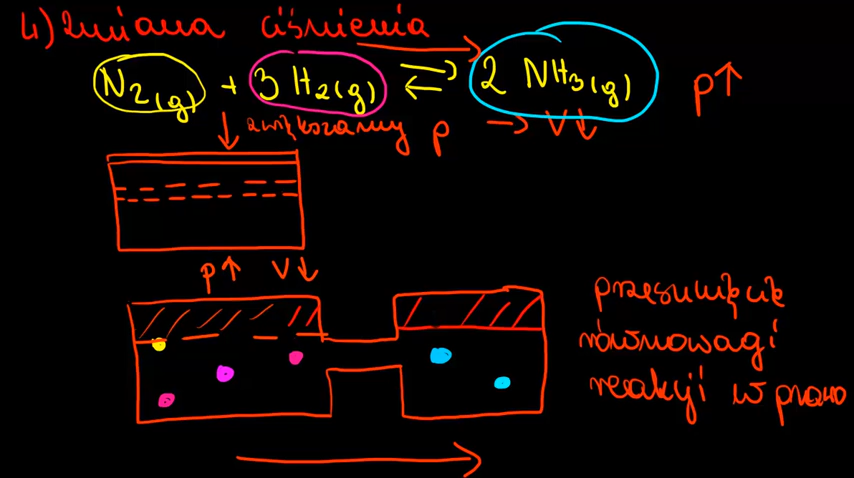 4) Zmiana ciśnienia
N2(g) + 3 H2(g) ⇌ 2 NH3(g) p↑
zwiększamy p → V↓
p↑ V↓
przesunięcie
równowagi
reakcji w prawo